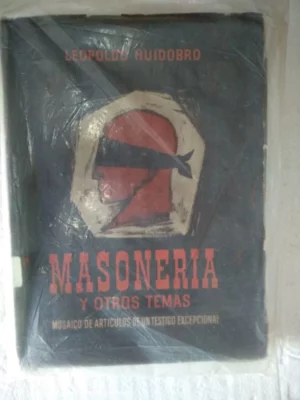 LEOPOLDO HUIDOBRO
MASONERIA
Y OTROS TEMAS
MOSAICO DE ARTICULOS DE UN TESTIGO EXCEPCIONAL